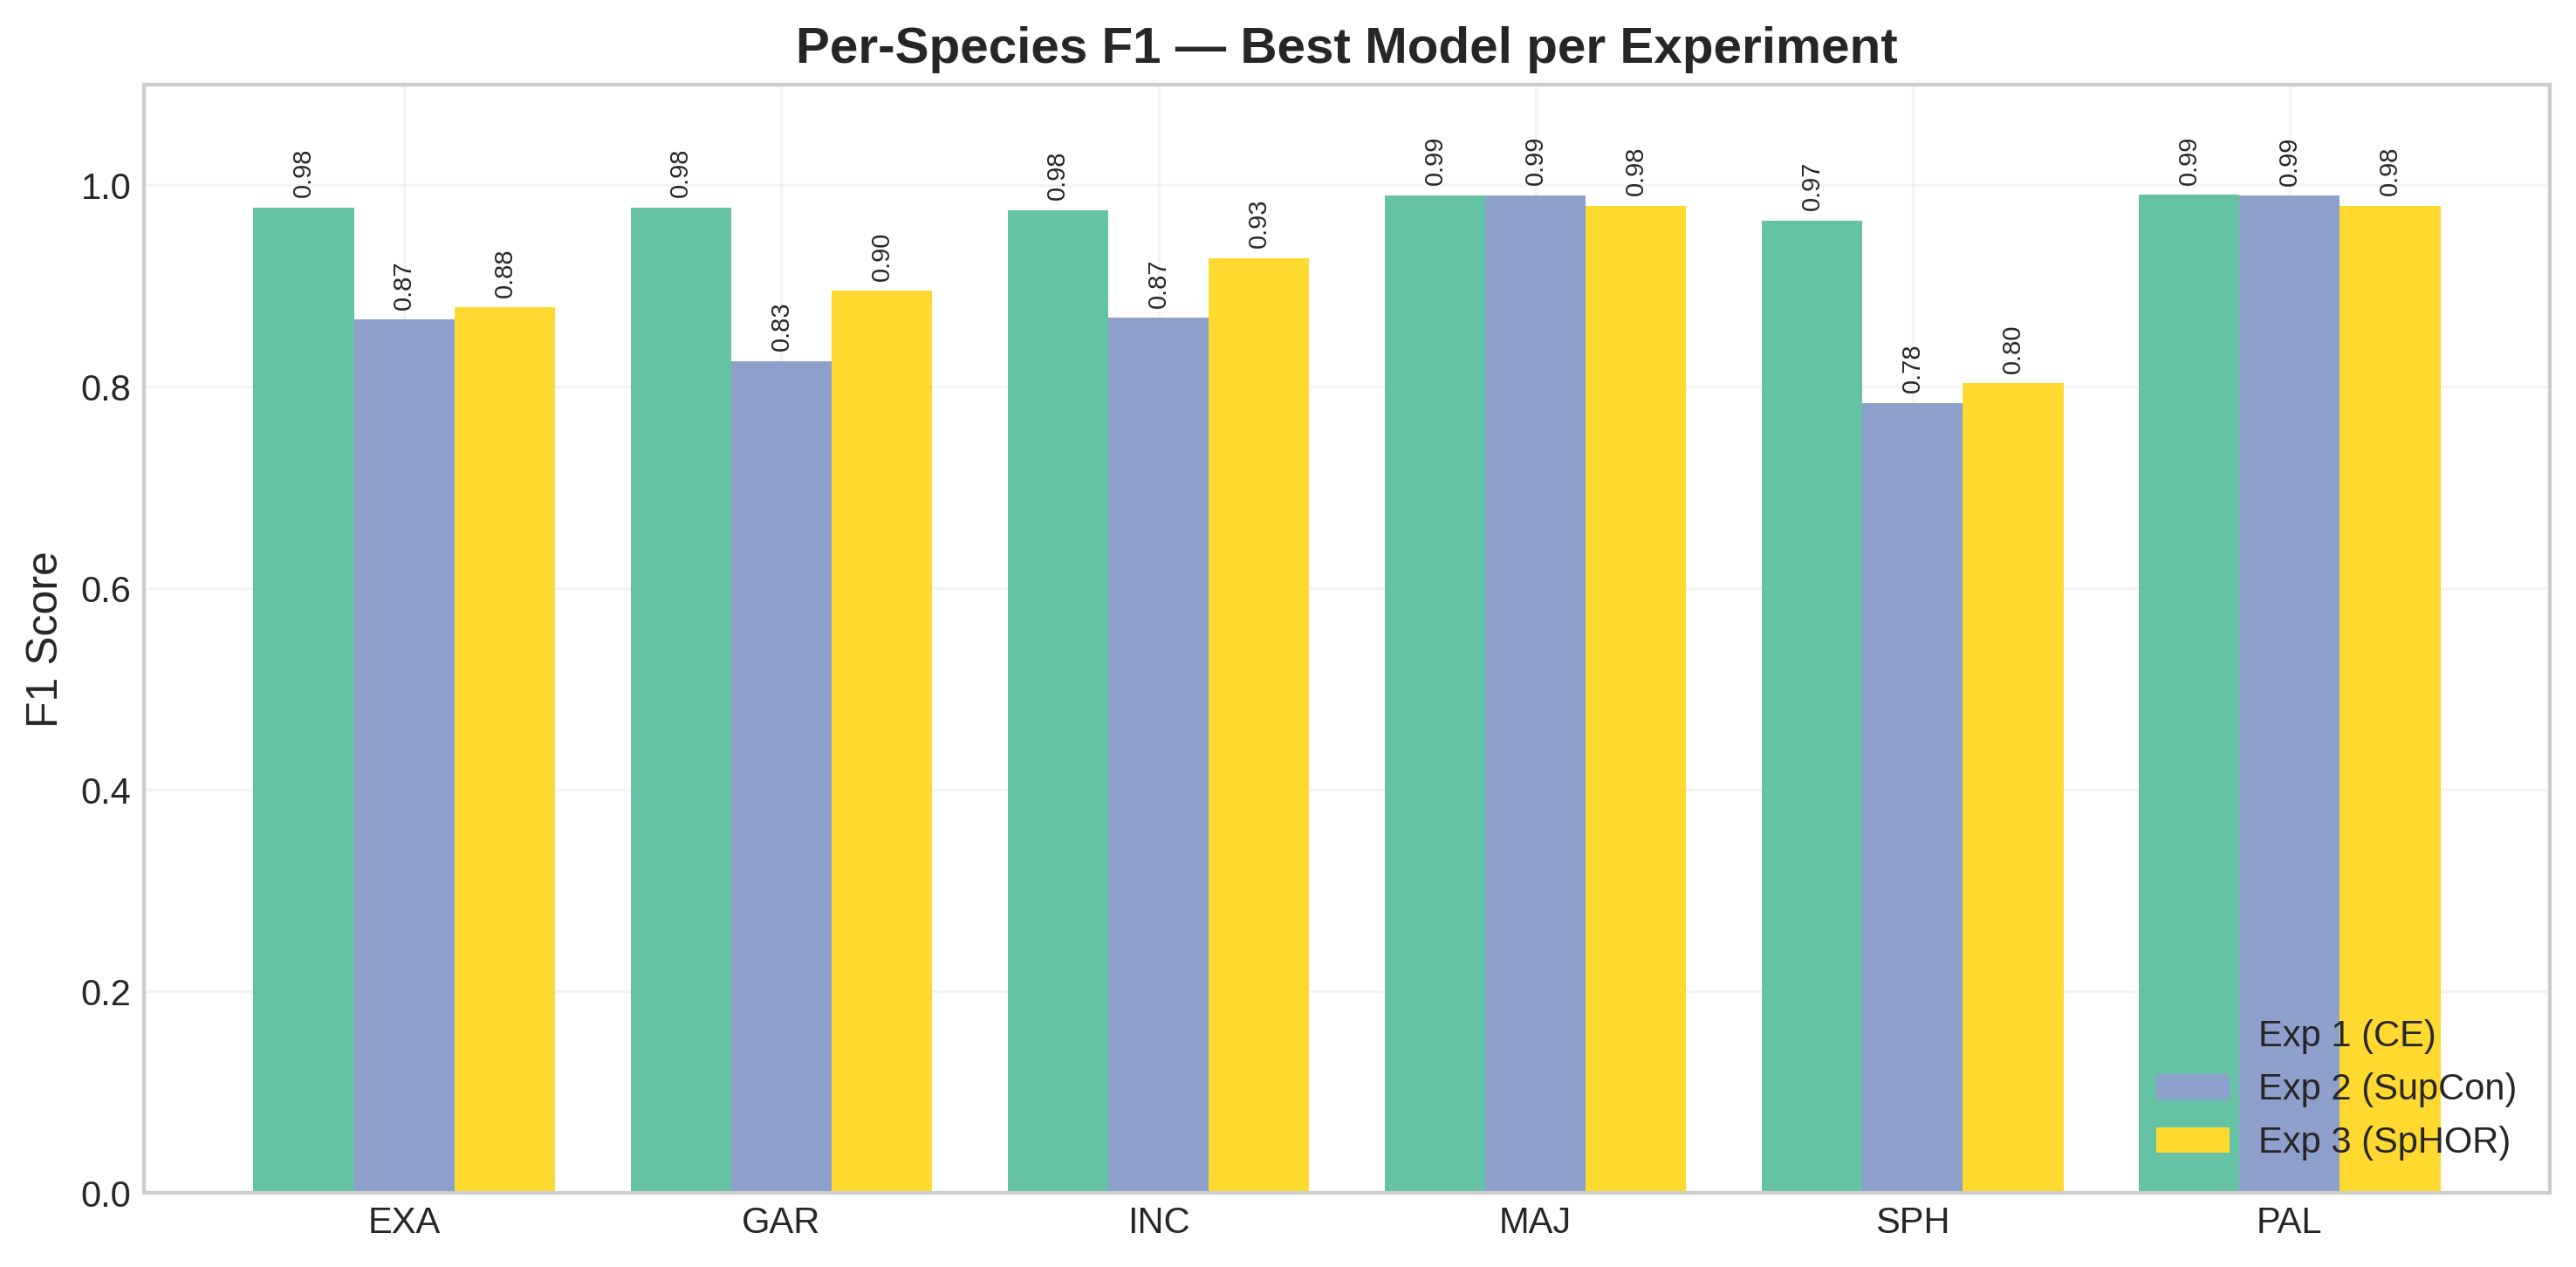 Per-Species F1 — Best Model per Experiment
F1 Score
1.0
0.8
0.6
0.4
0.2
0.0
0.98
0.87
0.88
0.98
0.83
0.90
0.98
0.87
0.93
0.99
0.99
0.98
0.97
0.78
0.80
0.99
0.99
0.98
EXA
GAR
INC
MAJ
SPH
PAL
Exp 1 (CE)
Exp 2 (SupCon)
Exp 3 (SpHOR)